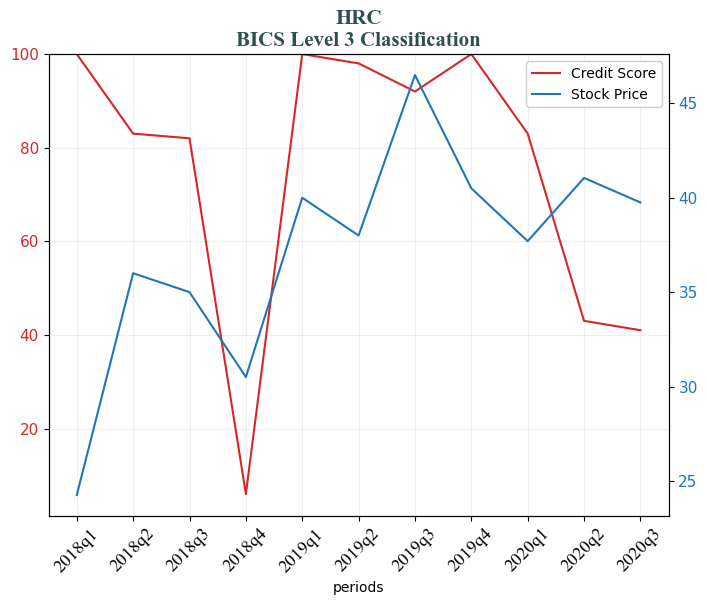 HRC
BICS Level 3 Classification
Credit Score
Stock Price
100
80
60
40
20
45
40
35
30
25
2018q1
2018q2
2018q3
2018q4
2019q1
2019q2
2019q3
2019q4
2020q1
2020q2
2020q3
periods